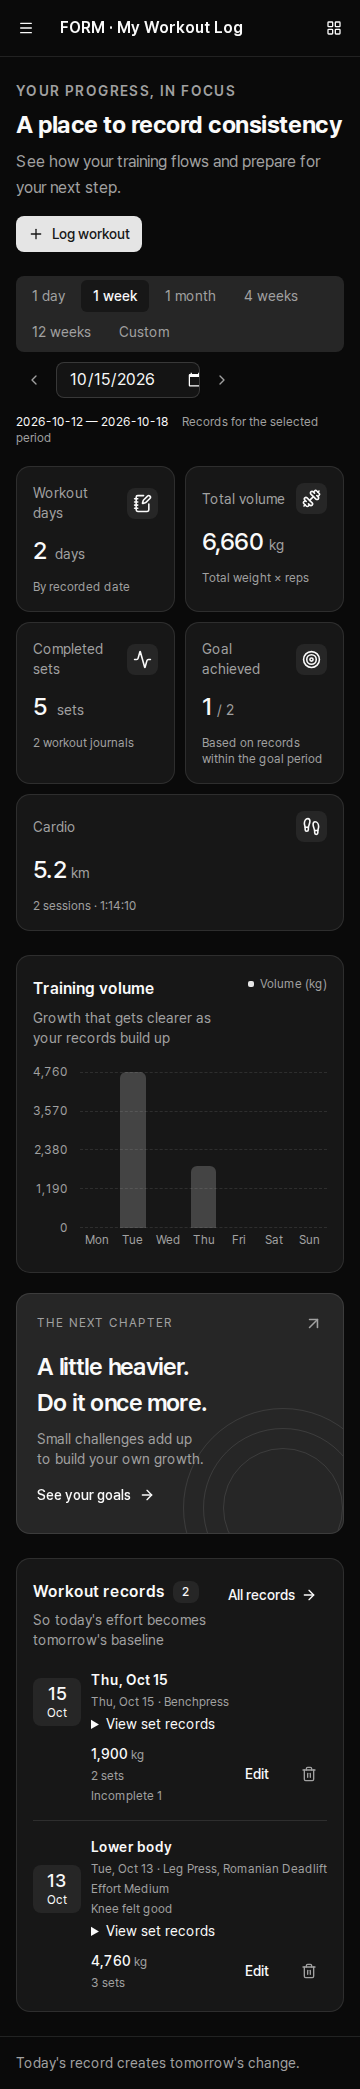 FORM · My Workout Log
YOUR PROGRESS, IN FOCUS
A place to record consistency
See how your training flows and prepare for
your next step.
Log workout
1 day 1 week 1 month 4 weeks
12 weeks Custom
10/15/2026
2026-10-12 — 2026-10-18 Records for the selected
period
Workout
days
2 days
By recorded date
Total volume
6,660 kg
Total weight × reps
Completed
sets
5 sets
2 workout journals
Goal
achieved
1 / 2
Based on records
within the goal period
Cardio
5.2 km
2 sessions · 1:14:10
Training volume
Volume (kg)
Growth that gets clearer as
your records build up
4,760
3,570
2,380
1,190
0
Mon Tue Wed Thu Fri Sat Sun
THE NEXT CHAPTER
A little heavier.
Do it once more.
Small challenges add up
to build your own growth.
See your goals
Workout records 2
All records
So today's effort becomes
tomorrow's baseline
15
Oct
Thu, Oct 15
Thu, Oct 15 · Benchpress
View set records
1,900 kg
2 sets
Incomplete 1
Edit
13
Oct
Lower body
Tue, Oct 13 · Leg Press, Romanian Deadlift
Effort Medium
Knee felt good
View set records
4,760 kg
3 sets
Edit
Today's record creates tomorrow's change.